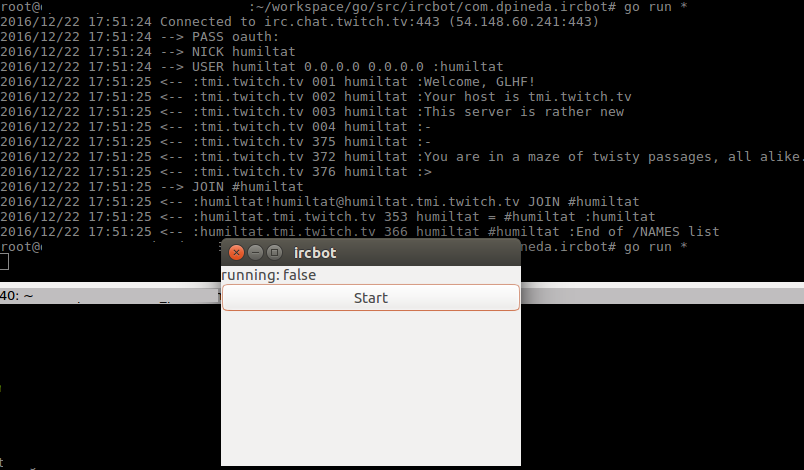 root@                          :~/workspace/go/src/ircbot/com.dpineda.ircbot# go run *
2016/12/22 17:51:24 Connected to irc.chat.twitch.tv:443 (54.148.60.241:443)
2016/12/22 17:51:24 --> PASS oauth:
2016/12/22 17:51:24 --> NICK humiltat
2016/12/22 17:51:24 --> USER humiltat 0.0.0.0 0.0.0.0 :humiltat
2016/12/22 17:51:25 <-- :tmi.twitch.tv 001 humiltat :Welcome, GLHF!
2016/12/22 17:51:25 <-- :tmi.twitch.tv 002 humiltat :Your host is tmi.twitch.tv
2016/12/22 17:51:25 <-- :tmi.twitch.tv 003 humiltat :This server is rather new
2016/12/22 17:51:25 <-- :tmi.twitch.tv 004 humiltat :-
2016/12/22 17:51:25 <-- :tmi.twitch.tv 375 humiltat :-
2016/12/22 17:51:25 <-- :tmi.twitch.tv 372 humiltat :You are in a maze of twisty passages, all alike.
2016/12/22 17:51:25 <-- :tmi.twitch.tv 376 humiltat :>
2016/12/22 17:51:25 --> JOIN #humiltat
2016/12/22 17:51:25 <-- :humiltat!humiltat@humiltat.tmi.twitch.tv JOIN #humiltat
2016/12/22 17:51:25 <-- :humiltat.tmi.twitch.tv 353 humiltat = #humiltat :humiltat
2016/12/22 17:51:25 <-- :humiltat.tmi.twitch.tv 366 humiltat #humiltat :End of /NAMES list
root@ neda.ircbot# go run *
ircbot
running: false
Start
40: ~